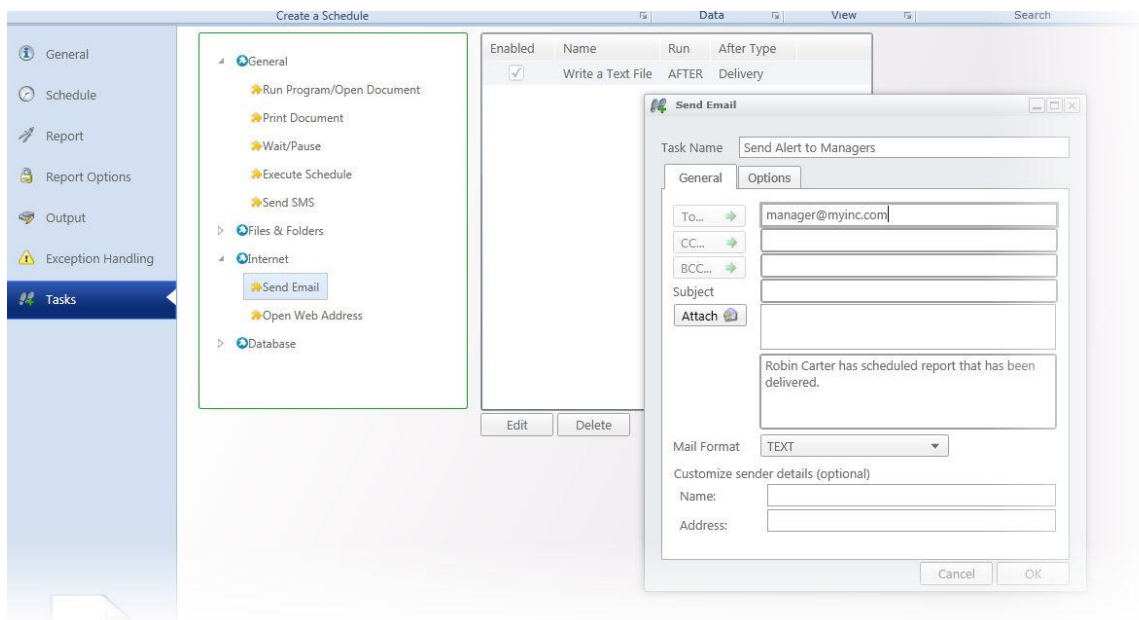 Create a Schedule Data View Search
General
Schedule
Report
Report Options
Output
Exception Handling
Tasks
General
Run Program/Open Document
Print Document
Wait/Pause
Execute Schedule
Send SMS
Files & Folders
Internet
Send Email
Open Web Address
Database
Enabled Name Run After Type
Write a Text File AFTER Delivery
Edit Delete
Send Email
Task Name Send Alert to Managers
General Options
To... manager@myinc.com
CC...
BCC...
Subject
Attach
Robin Carter has scheduled report that has been
delivered.
Mail Format TEXT
Customize sender details (optional)
Name:
Address:
Cancel OK